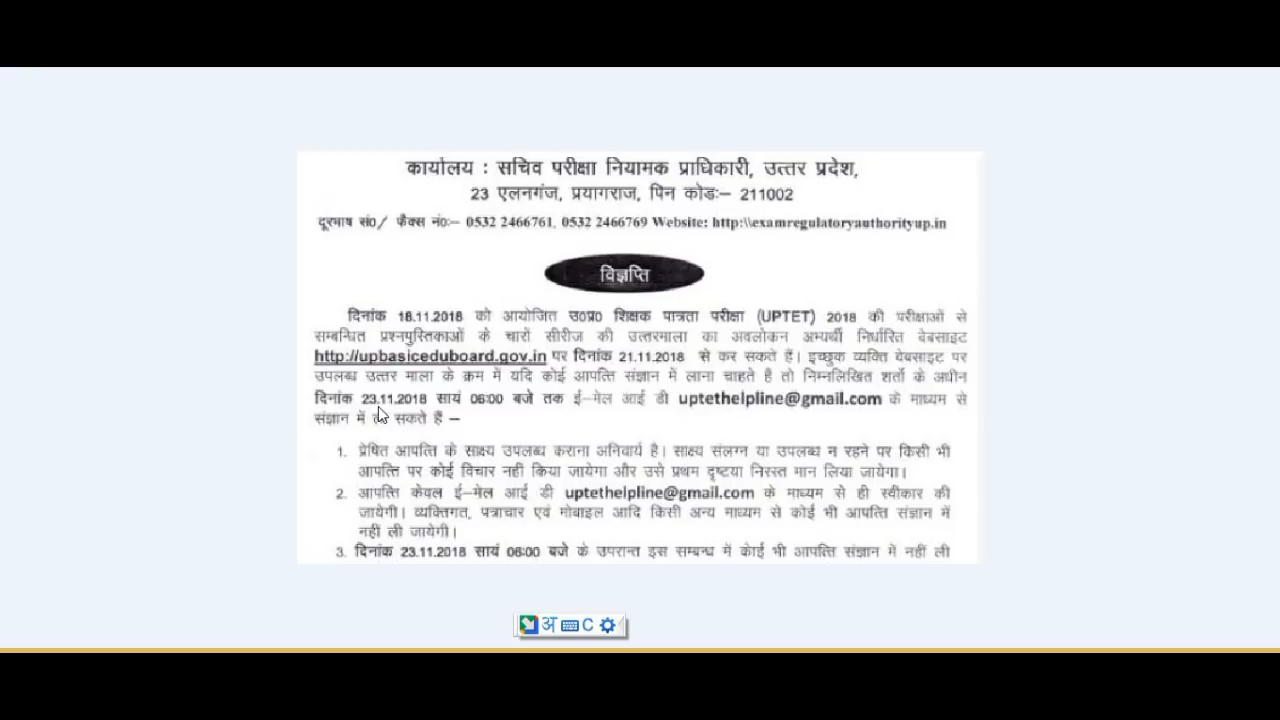 कार्यालय : सचिव परीक्षा नियामक प्राधिकारी, उत्तर प्रदेश,
23 एलनगंज, प्रयागराज, पिन कोडः– 211002
दूरभाष सं0/ फैक्स नं0:– 0532 2466761, 0532 2466769 Website: http:\\examregulatoryauthorityup.in
विज्ञप्ति
दिनांक 18.11.2018 को आयोजित उ0प्र0 शिक्षक पात्रता परीक्षा (UPTET) 2018 की परीक्षाओं से
सम्बन्धित प्रश्नपुस्तिकाओं के चारों सीरीज की उत्तरमाला का अवलोकन अभ्यर्थी निर्धारित वेबसाइट
http://upbasiceduboard.gov.in पर दिनांक 21.11.2018 से कर सकते हैं। इच्छुक व्यक्ति वेबसाइट पर
उपलब्ध उत्तर माला के क्रम में यदि कोई आपत्ति संज्ञान में लाना चाहते है तो निम्नलिखित शर्तो के अधीन
दिनांक 23.11.2018 सायं 06:00 बजे तक ई–मेल आई डी uptethelpline@gmail.com के माध्यम से
संज्ञान में सकते हैं –
1. प्रेषित आपत्ति के साक्ष्य उपलब्ध कराना अनिवार्य है। साक्ष्य संलग्न या उपलब्ध न रहने पर किसी भी
आपत्ति पर कोई विचार नहीं किया जायेगा और उसे प्रथम दृष्टया निरस्त मान लिया जायेगा।
2. आपत्ति केवल ई–मेल आई डी uptethelpline@gmail.com के माध्यम से ही स्वीकार की
जायेगी। व्यक्तिगत, पत्राचार एवं मोबाइल आदि किसी अन्य माध्यम से कोई भी आपत्ति संज्ञान में
नहीं ली जायेगी।
3. दिनांक 23.11.2018 सायं 06:00 बजे के उपरान्त इस सम्बन्ध में केाई भी आपत्ति संज्ञान में नहीं ली
अ C